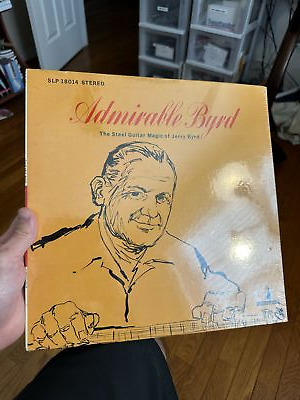 SLP 18014 STEREO
Admirable Byrd
The Steel Guitar Magic of Jerry Byrd